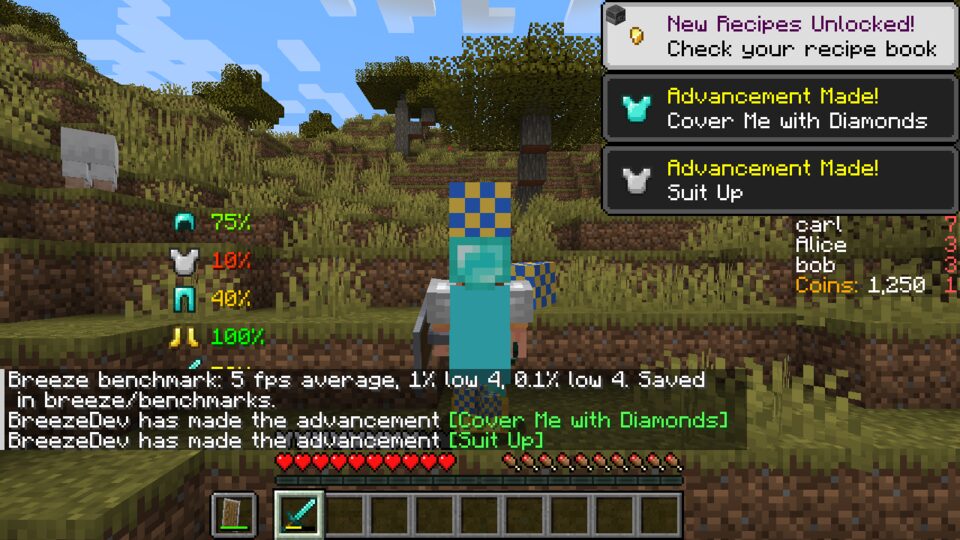 New Recipes Unlocked!
Check your recipe book
Advancement Made!
Cover Me with Diamonds
Advancement Made!
Suit Up
carl 7
Alice 3
bob 3
Coins: 1,250 1
75%
10%
40%
100%
Breeze benchmark: 5 fps average, 1% low 4, 0.1% low 4. Saved
in breeze/benchmarks.
BreezeDev has made the advancement [Cover Me with Diamonds]
BreezeDev has made the advancement [Suit Up]